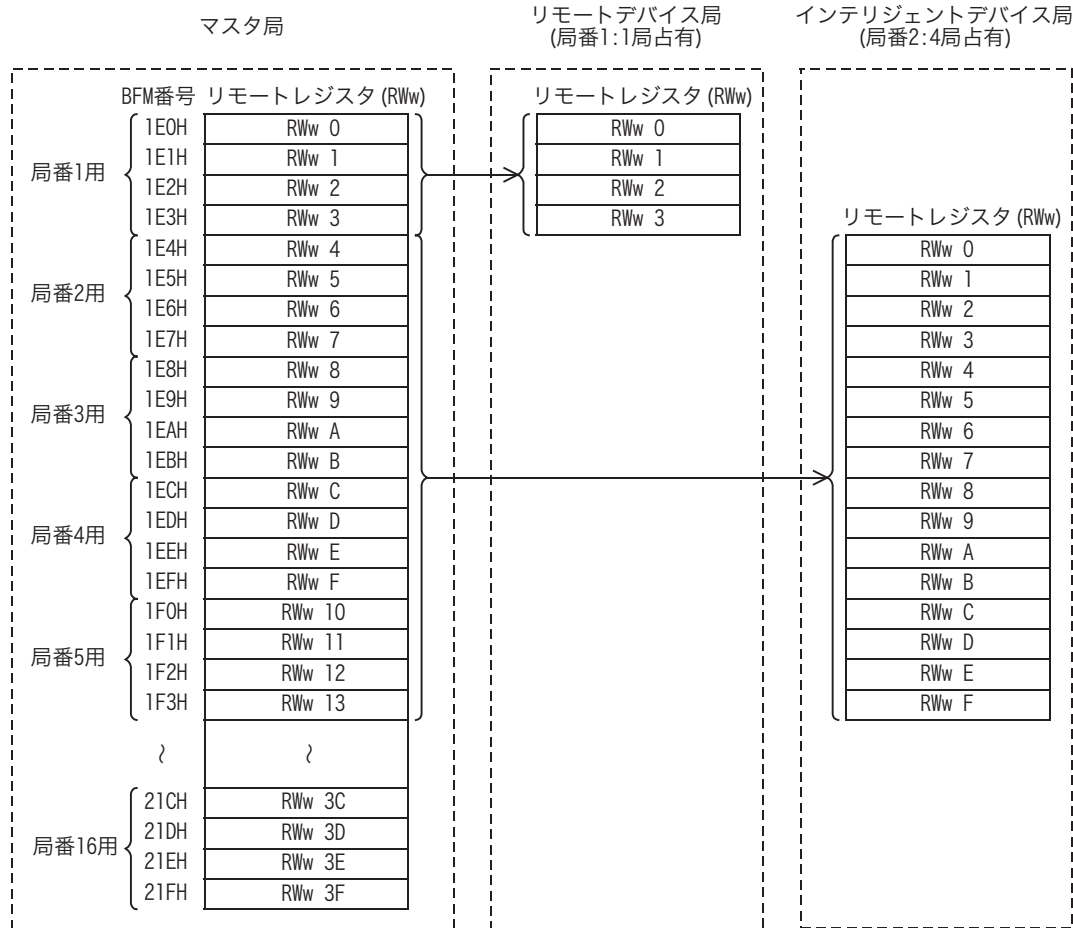 マスタ局
リモートデバイス局
(局番1:1局占有)
インテリジェントデバイス局
(局番2:4局占有)
BFM番号 リモートレジスタ(RWw)
リモートレジスタ(RWw)
1E0H RWw 0 RWw 0
局番1用
1E1H RWw 1 RWw 1
1E2H RWw 2 RWw 2
1E3H RWw 3 RWw 3
リモートレジスタ(RWw)
1E4H RWw 4 RWw 0
局番2用
1E5H RWw 5 RWw 1
1E6H RWw 6 RWw 2
1E7H RWw 7 RWw 3
1E8H RWw 8 RWw 4
局番3用
1E9H RWw 9 RWw 5
1EAH RWw A RWw 6
1EBH RWw B RWw 7
1ECH RWw C RWw 8
局番4用
1EDH RWw D RWw 9
1EEH RWw E RWw A
1EFH RWw F RWw B
1F0H RWw 10 RWw C
局番5用
1F1H RWw 11 RWw D
1F2H RWw 12 RWw E
1F3H RWw 13 RWw F
~ ~
21CH RWw 3C
局番16用
21DH RWw 3D
21EH RWw 3E
21FH RWw 3F